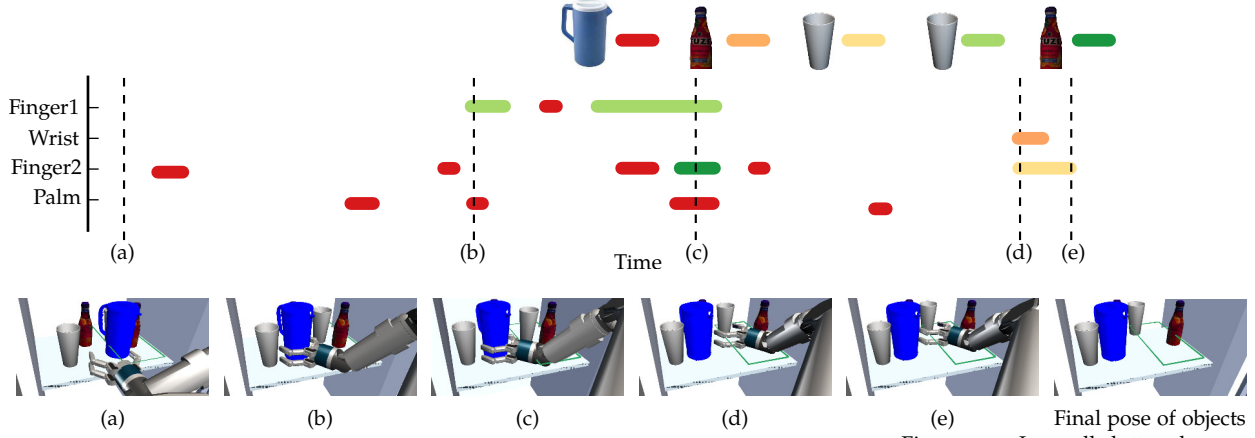 Finger1
Wrist
Finger2
Palm
(a)
(b)
(c)
(d)
(e)
Time
(a)
(b)
(c)
(d)
(e)
Final pose of objects